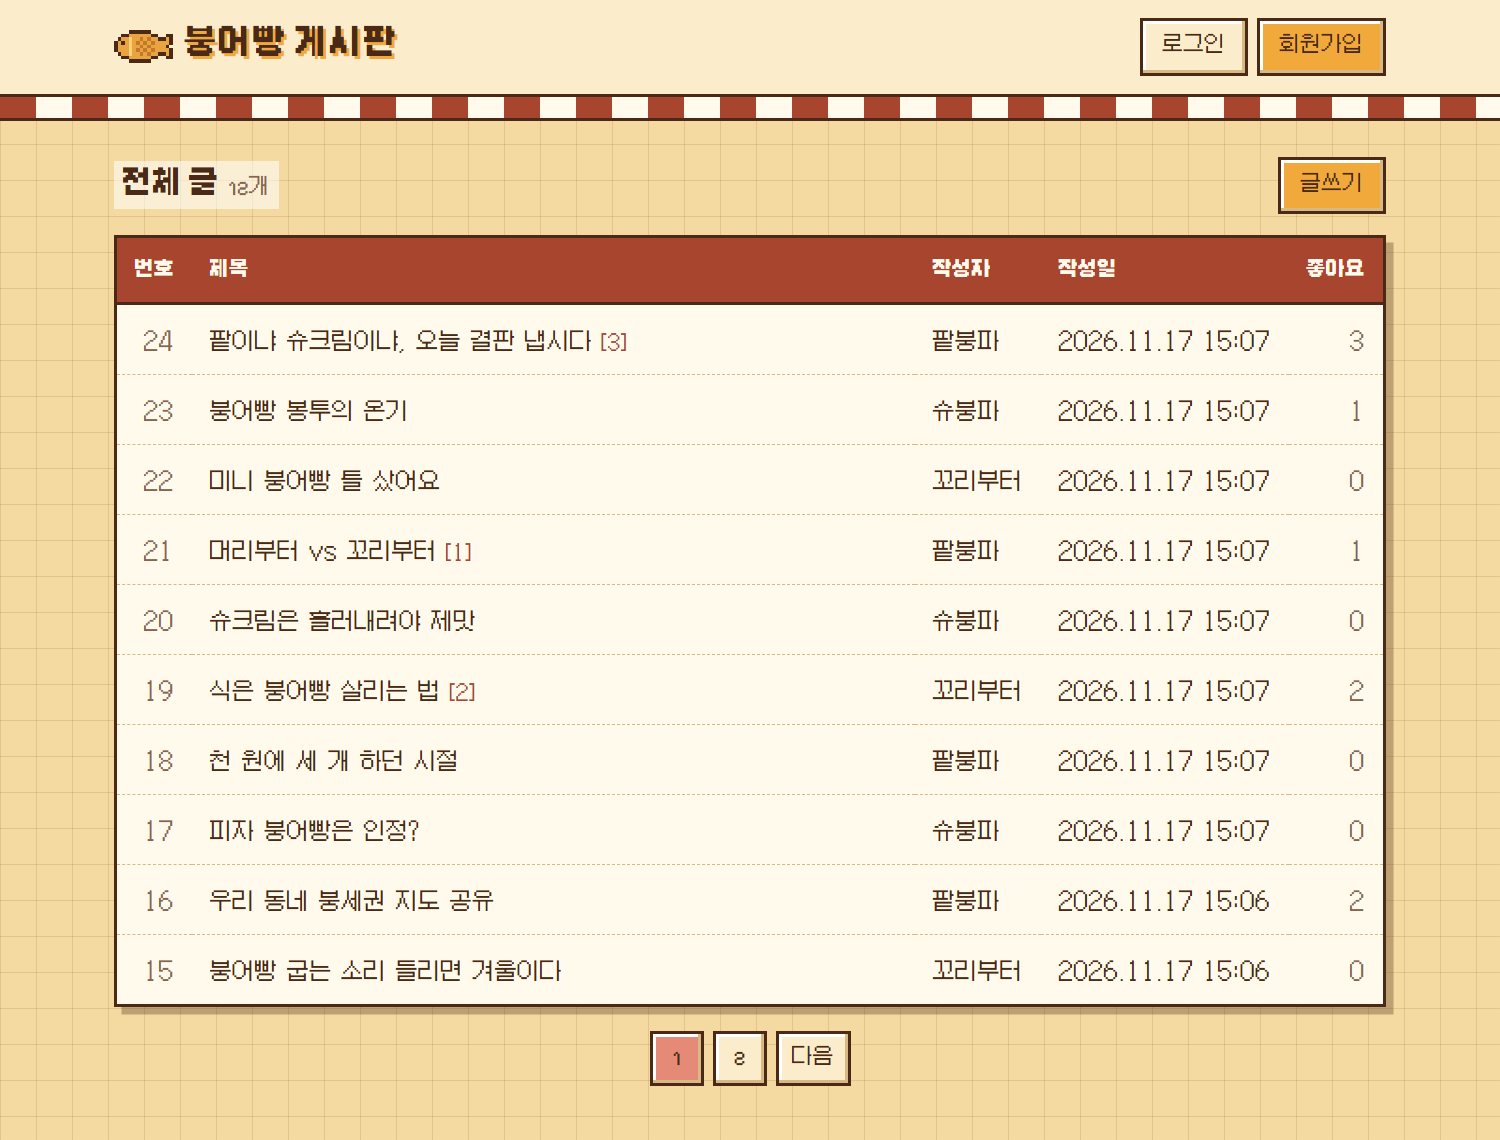 붕어빵 게시판
로그인 회원가입
전체 글 18개
글쓰기
번호 제목 작성자 작성일 좋아요
24 팥이냐 슈크림이냐, 오늘 결판 냅시다 [3] 팥붕파 2026.11.17 15:07 3
23 붕어빵 봉투의 온기 슈붕파 2026.11.17 15:07 1
22 미니 붕어빵 틀 샀어요 꼬리부터 2026.11.17 15:07 0
21 머리부터 vs 꼬리부터 [1] 팥붕파 2026.11.17 15:07 1
20 슈크림은 흘러내려야 제맛 슈붕파 2026.11.17 15:07 0
19 식은 붕어빵 살리는 법 [2] 꼬리부터 2026.11.17 15:07 2
18 천 원에 세 개 하던 시절 팥붕파 2026.11.17 15:07 0
17 피자 붕어빵은 인정? 슈붕파 2026.11.17 15:07 0
16 우리 동네 붕세권 지도 공유 팥붕파 2026.11.17 15:06 2
15 붕어빵 굽는 소리 들리면 겨울이다 꼬리부터 2026.11.17 15:06 0
1 2 다음